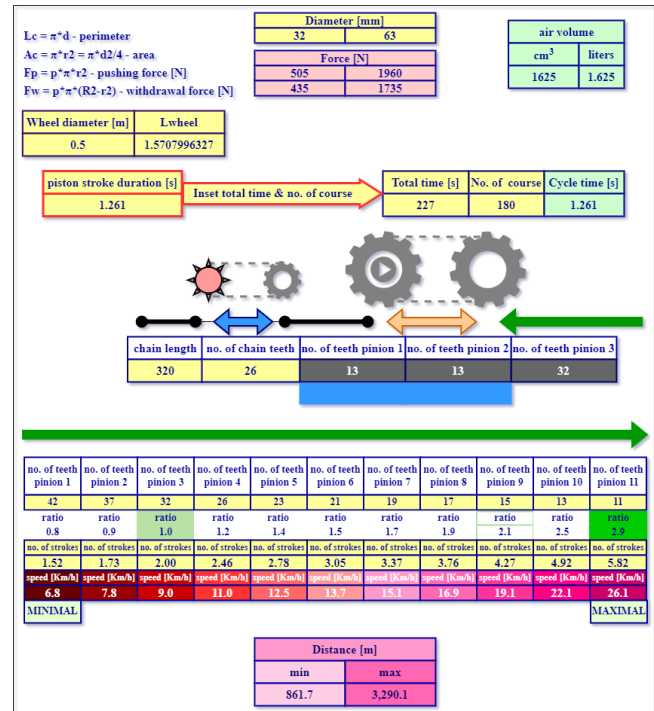 Lc = π*d - perimeter
Ac = π*r2 = π*d2/4 - area
Fp = p*π*r2 - pushing force [N]
Fw = p*π*(R2-r2) - withdrawal force [N]
Diameter [mm]
32 63
Force [N]
505 1960
435 1735
air volume
cm3 liters
1625 1.625
Wheel diameter [m] Lwheel
0.5 1.5707996327
piston stroke duration [s]
1.261
Inset total time & no. of course
Total time [s] No. of course Cycle time [s]
227 180 1.261
chain length no. of chain teeth no. of teeth pinion 1 no. of teeth pinion 2 no. of teeth pinion 3
320 26 13 13 32
no. of teeth no. of teeth no. of teeth no. of teeth no. of teeth no. of teeth no. of teeth no. of teeth no. of teeth no. of teeth no. of teeth
pinion 1 pinion 2 pinion 3 pinion 4 pinion 5 pinion 6 pinion 7 pinion 8 pinion 9 pinion 10 pinion 11
42 37 32 26 23 21 19 17 15 13 11
ratio ratio ratio ratio ratio ratio ratio ratio ratio ratio ratio
0.8 0.9 1.0 1.2 1.4 1.5 1.7 1.9 2.1 2.5 2.9
no. of strokes no. of strokes no. of strokes no. of strokes no. of strokes no. of strokes no. of strokes no. of strokes no. of strokes no. of strokes no. of strokes
1.52 1.73 2.00 2.46 2.78 3.05 3.37 3.76 4.27 4.92 5.82
speed [Km/h] speed [Km/h] speed [Km/h] speed [Km/h] speed [Km/h] speed [Km/h] speed [Km/h] speed [Km/h] speed [Km/h] speed [Km/h] speed [Km/h]
6.8 7.8 9.0 11.0 12.5 13.7 15.1 16.9 19.1 22.1 26.1
MINIMAL MAXIMAL
Distance [m]
min max
861.7 3,290.1